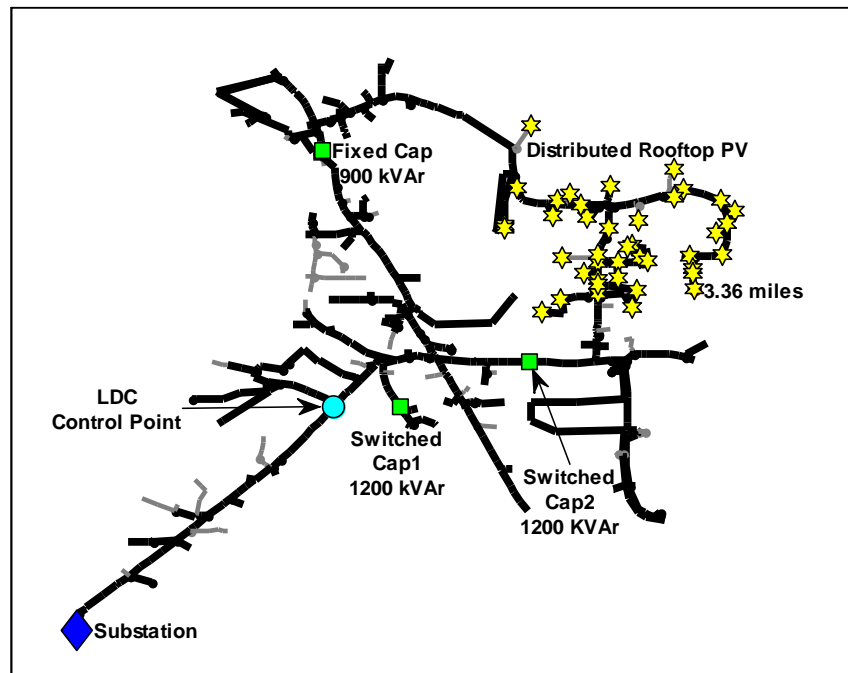 Fixed Cap
900 kVAr
Distributed Rooftop PV
3.36 miles
LDC
Control Point
Switched
Cap1
1200 kVAr
Switched
Cap2
1200 KVAr
Substation